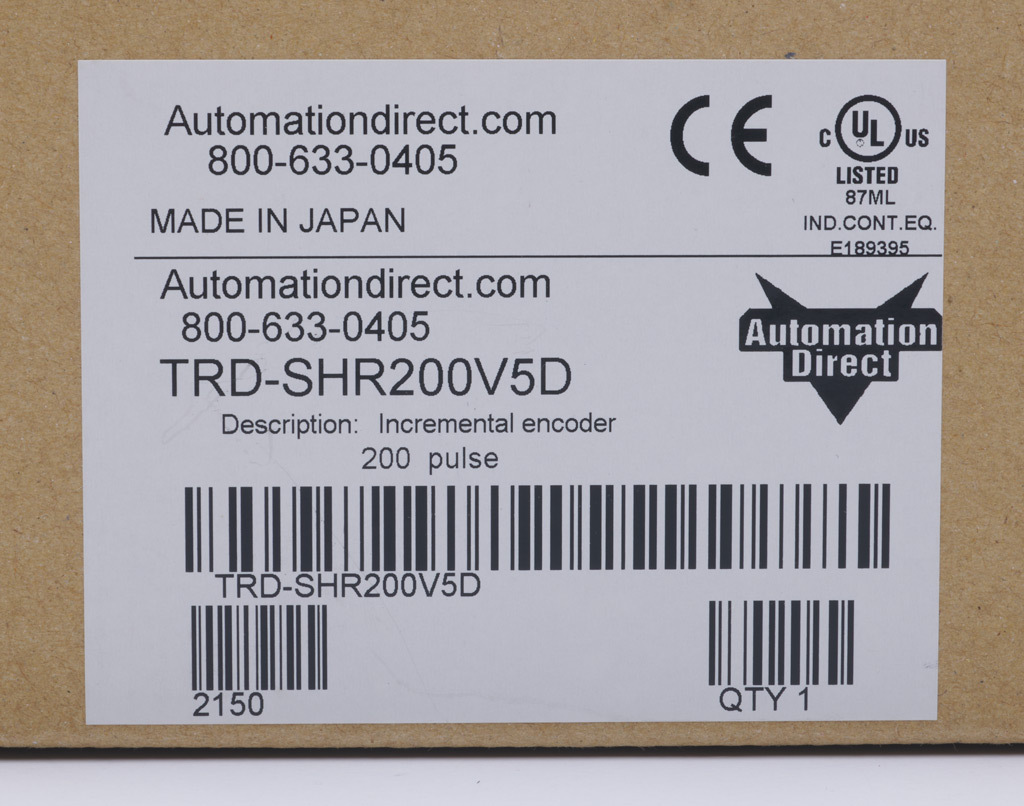 Automationdirect.com
800-633-0405
MADE IN JAPAN
CE
C UL US
LISTED
87ML
IND.CONT.EQ.
E189395
Automationdirect.com
800-633-0405
TRD-SHR200V5D
Description: Incremental encoder
200 pulse
Automation
Direct
TRD-SHR200V5D
2150
QTY 1